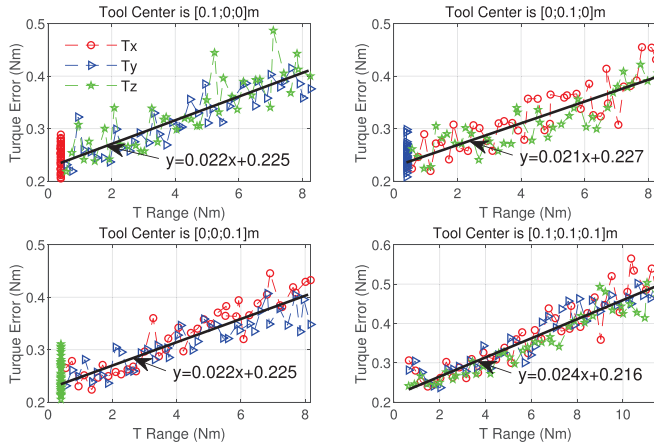 Tool Center is [0.1;0;0]m
0.5
0.4
0.3
0.2
Turque Error (Nm)
Tx
Ty
Tz
y=0.022x+0.225
0 2 4 6 8
T Range (Nm)
Tool Center is [0;0.1;0]m
0.5
0.4
0.3
0.2
Turque Error (Nm)
y=0.021x+0.227
0 2 4 6 8
T Range (Nm)
Tool Center is [0;0;0.1]m
0.5
0.4
0.3
0.2
Turque Error (Nm)
y=0.022x+0.225
0 2 4 6 8
T Range (Nm)
Tool Center is [0.1;0.1;0.1]m
0.6
0.5
0.4
0.3
0.2
Turque Error (Nm)
y=0.024x+0.216
0 2 4 6 8 10
T Range (Nm)